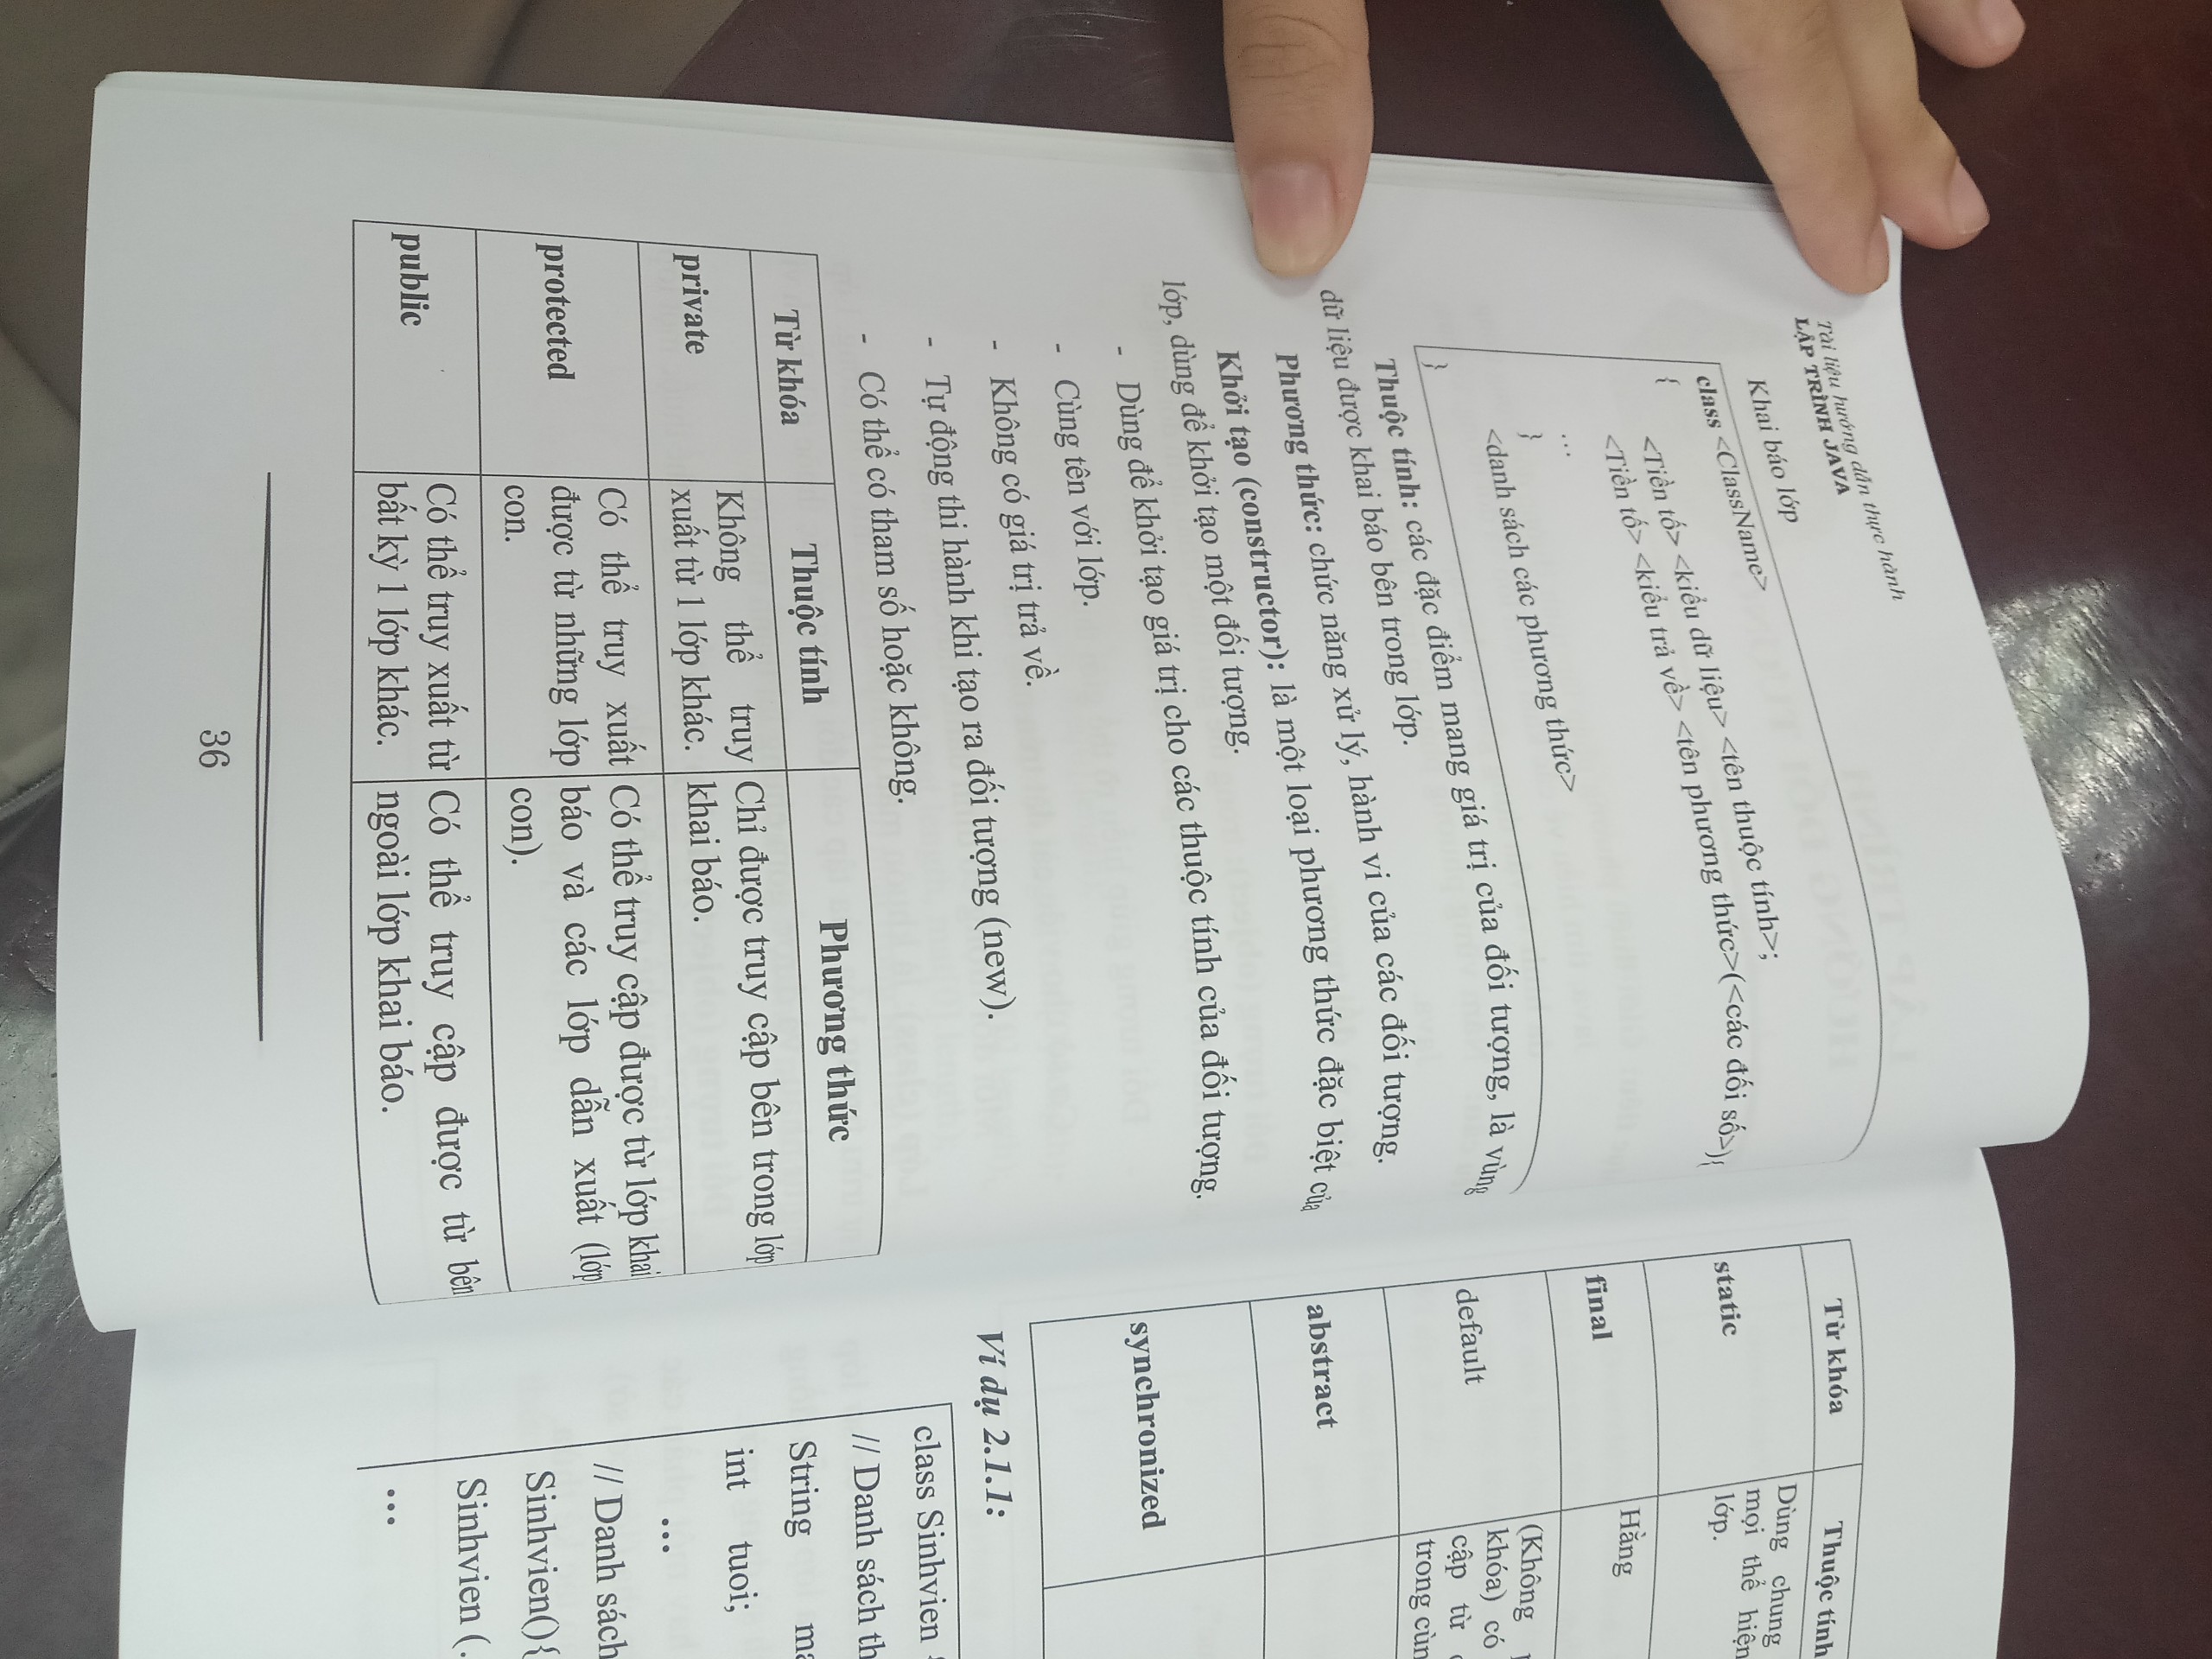 Tài liệu hướng dẫn thực hành
LẬP TRÌNH JAVA
Khai báo lớp
class <ClassName>
{
<Tiền tố> <kiểu dữ liệu> <tên thuộc tính>;
<Tiền tố> <kiểu trả về> <tên phương thức>(<các đối số>){
...
}
<danh sách các phương thức>
}
Thuộc tính: các đặc điểm mang giá trị của đối tượng, là vùng
dữ liệu được khai báo bên trong lớp.
Phương thức: chức năng xử lý, hành vi của các đối tượng.
Khởi tạo (constructor): là một loại phương thức đặc biệt của
lớp, dùng để khởi tạo một đối tượng.
- Dùng để khởi tạo giá trị cho các thuộc tính của đối tượng.
- Cùng tên với lớp.
- Không có giá trị trả về.
- Tự động thi hành khi tạo ra đối tượng (new).
- Có thể có tham số hoặc không.
Từ khóa Thuộc tính Phương thức
private
Không thể truy
xuất từ 1 lớp khác.
Chỉ được truy cập bên trong lớp
khai báo.
protected
Có thể truy xuất
được từ những lớp
con.
Có thể truy cập được từ lớp khai
báo và các lớp dẫn xuất (lớp
con).
public
Có thể truy xuất từ
bất kỳ 1 lớp khác.
Có thể truy cập được từ bên
ngoài lớp khai báo.
36
Từ khóa Thuộc tính
static
Dùng chung
mọi thể hiện
lớp.
final
Hằng
default
(Không
khóa) có
cập từ
trong cùn
abstract
synchronized
Ví dụ 2.1.1:
class Sinhvien
// Danh sách th
String ma
int tuoi;
...
// Danh sách
Sinhvien(){
Sinhvien (.
...